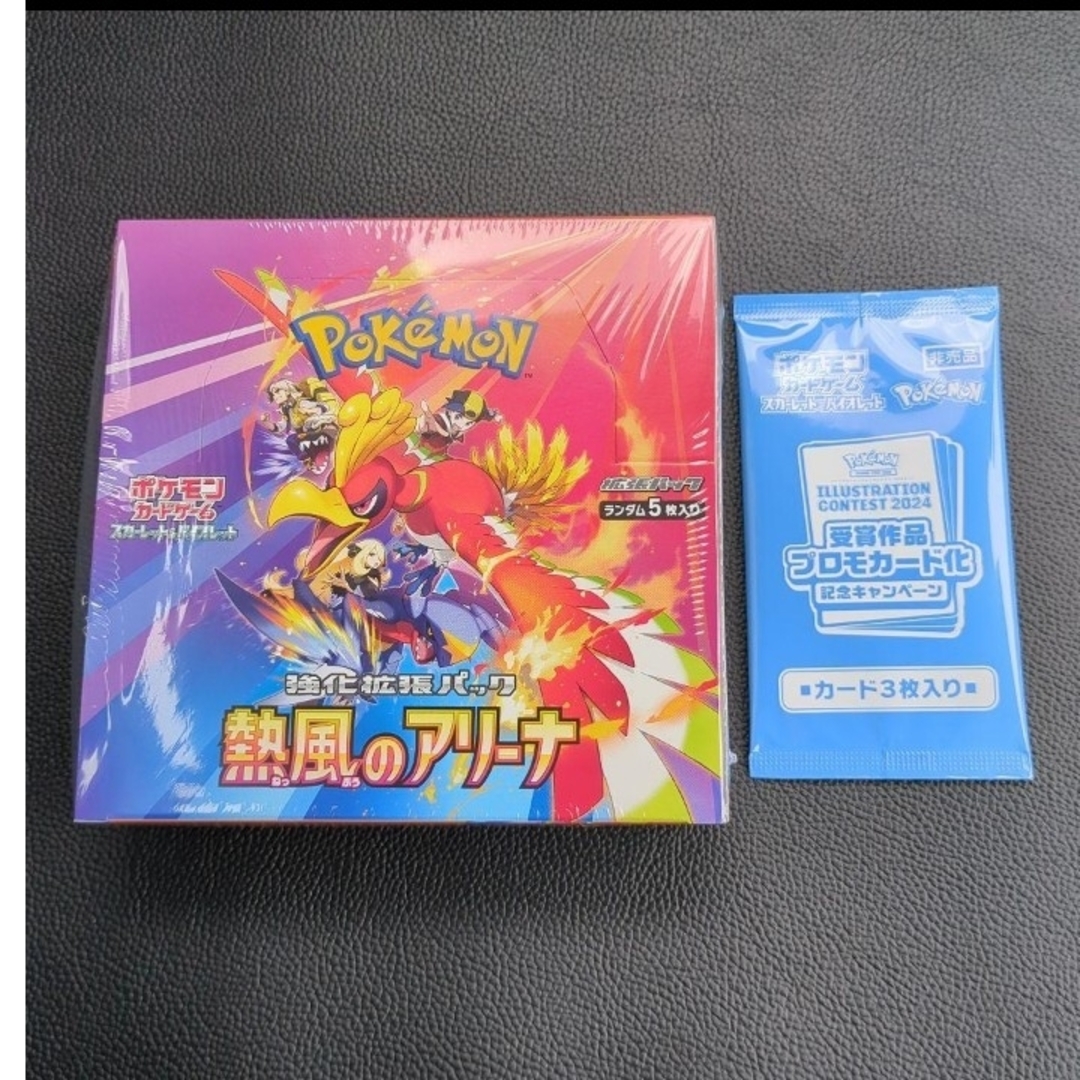 POKéMON
ポケモン
カードゲーム
スカーレット&バイオレット
拡張パック
ランダム5枚入り
強化拡張パック
熱風のアリーナ
ねっ ぷう
ポケモン
カードゲーム
スカーレット&バイオレット
非売品
POKéMON
POKéMON
ILLUSTRATION
CONTEST 2024
受賞作品
プロモカード化
記念キャンペーン
■カード3枚入り■